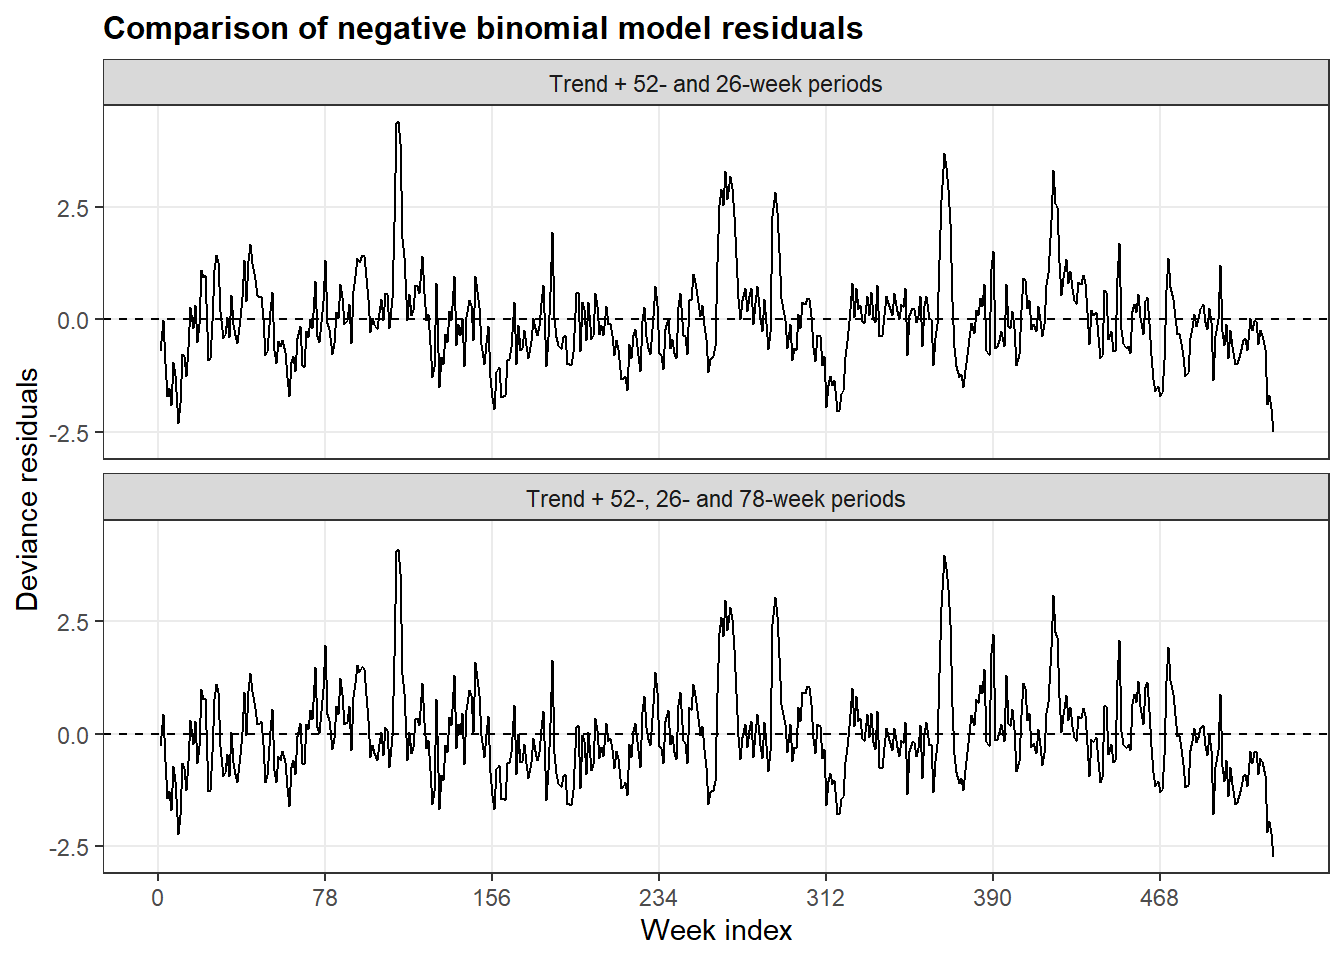 Comparison of negative binomial model residuals
Trend + 52- and 26-week periods
2.5
0.0
-2.5
Deviance residuals
Trend + 52-, 26- and 78-week periods
2.5
0.0
-2.5
0 78 156 234 312 390 468
Week index